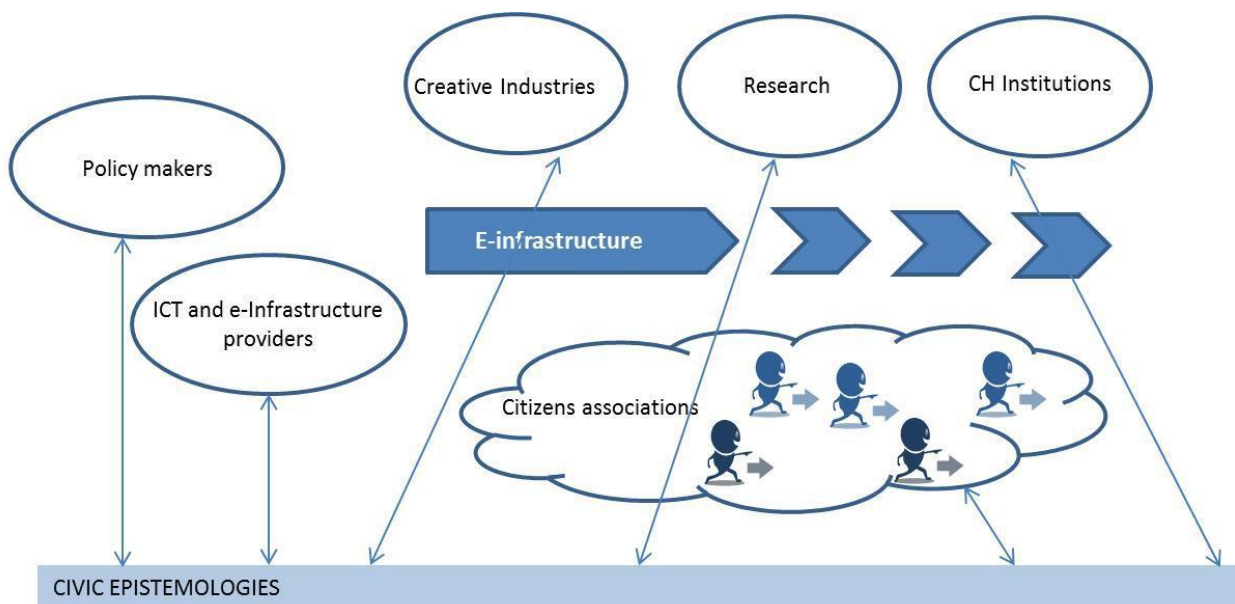 Creative Industries
Research
CH Institutions
Policy makers
E-infrastructure
ICT and e-Infrastructure
providers
Citizens associations
CIVIC EPISTEMOLOGIES